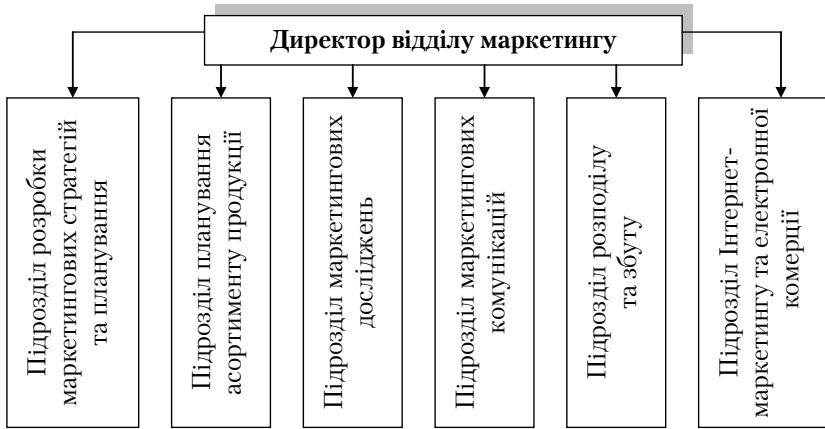 Директор відділу маркетингу
Підрозділ розробки
маркетингових стратегій
та планування
Підрозділ планування
асортименту продукції
Підрозділ маркетингових
досліджень
Підрозділ маркетингових
комунікацій
Підрозділ розподілу
та збуту
Підрозділ Інтернет-
маркетингу та електронної
комерції